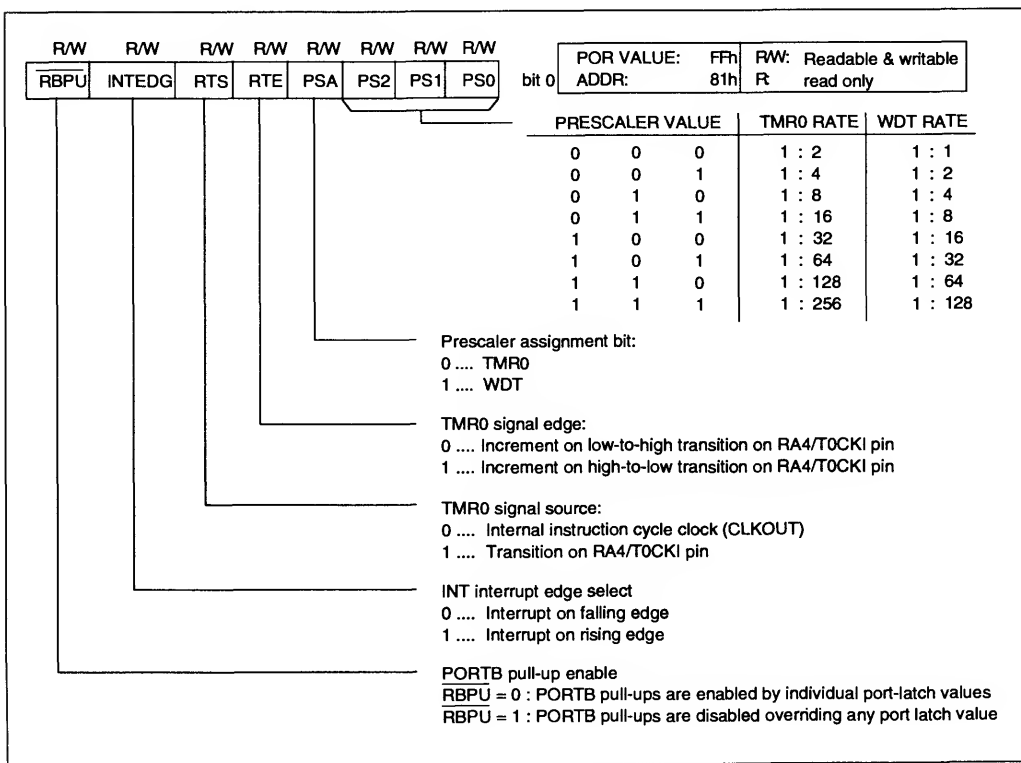 R/W R/W R/W R/W R/W R/W R/W R/W
RBPU INTEDG RTS RTE PSA PS2 PS1 PS0 bit 0
POR VALUE: FFh R/W: Readable & writable
ADDR: 81h R: read only
PRESCALER VALUE TMR0 RATE WDT RATE
0 0 0 1 : 2 1 : 1
0 0 1 1 : 4 1 : 2
0 1 0 1 : 8 1 : 4
0 1 1 1 : 16 1 : 8
1 0 0 1 : 32 1 : 16
1 0 1 1 : 64 1 : 32
1 1 0 1 : 128 1 : 64
1 1 1 1 : 256 1 : 128
Prescaler assignment bit:
0 .... TMR0
1 .... WDT
TMR0 signal edge:
0 .... Increment on low-to-high transition on RA4/T0CKI pin
1 .... Increment on high-to-low transition on RA4/T0CKI pin
TMR0 signal source:
0 .... Internal instruction cycle clock (CLKOUT)
1 .... Transition on RA4/T0CKI pin
INT interrupt edge select
0 .... Interrupt on falling edge
1 .... Interrupt on rising edge
PORTB pull-up enable
RBPU = 0 : PORTB pull-ups are enabled by individual port-latch values
RBPU = 1 : PORTB pull-ups are disabled overriding any port latch value